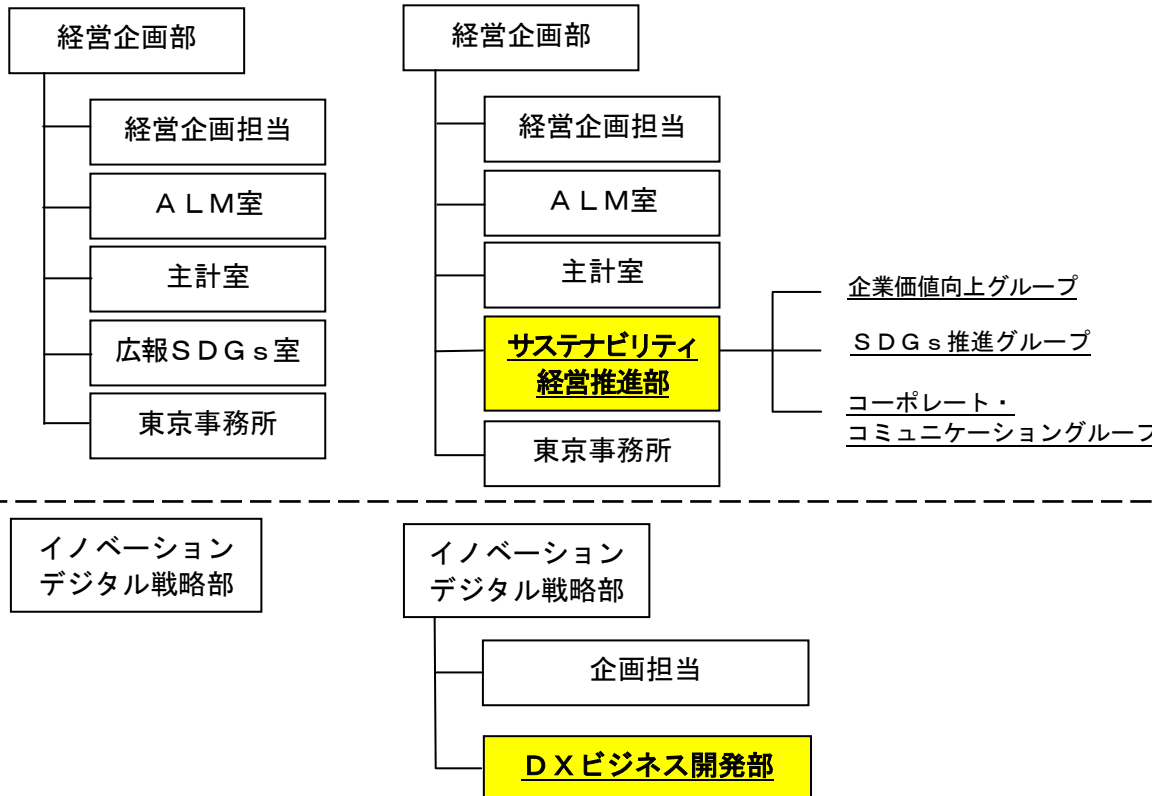 経営企画部
経営企画担当
ＡＬＭ室
主計室
広報ＳＤＧｓ室
東京事務所
経営企画部
経営企画担当
ＡＬＭ室
主計室
サステナビリティ
経営推進部
東京事務所
企業価値向上グループ
ＳＤＧｓ推進グループ
コーポレート・
コミュニケーショングループ
イノベーション
デジタル戦略部
イノベーション
デジタル戦略部
企画担当
ＤＸビジネス開発部